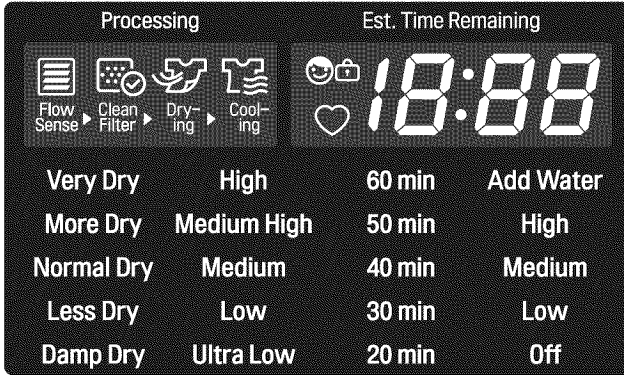 Processing
Est. Time Remaining
Flow Sense
Clean Filter
Dry-
ing
Cool-
ing
18:88
Very Dry High 60 min Add Water
More Dry Medium High 50 min High
Normal Dry Medium 40 min Medium
Less Dry Low 30 min Low
Damp Dry Ultra Low 20 min Off